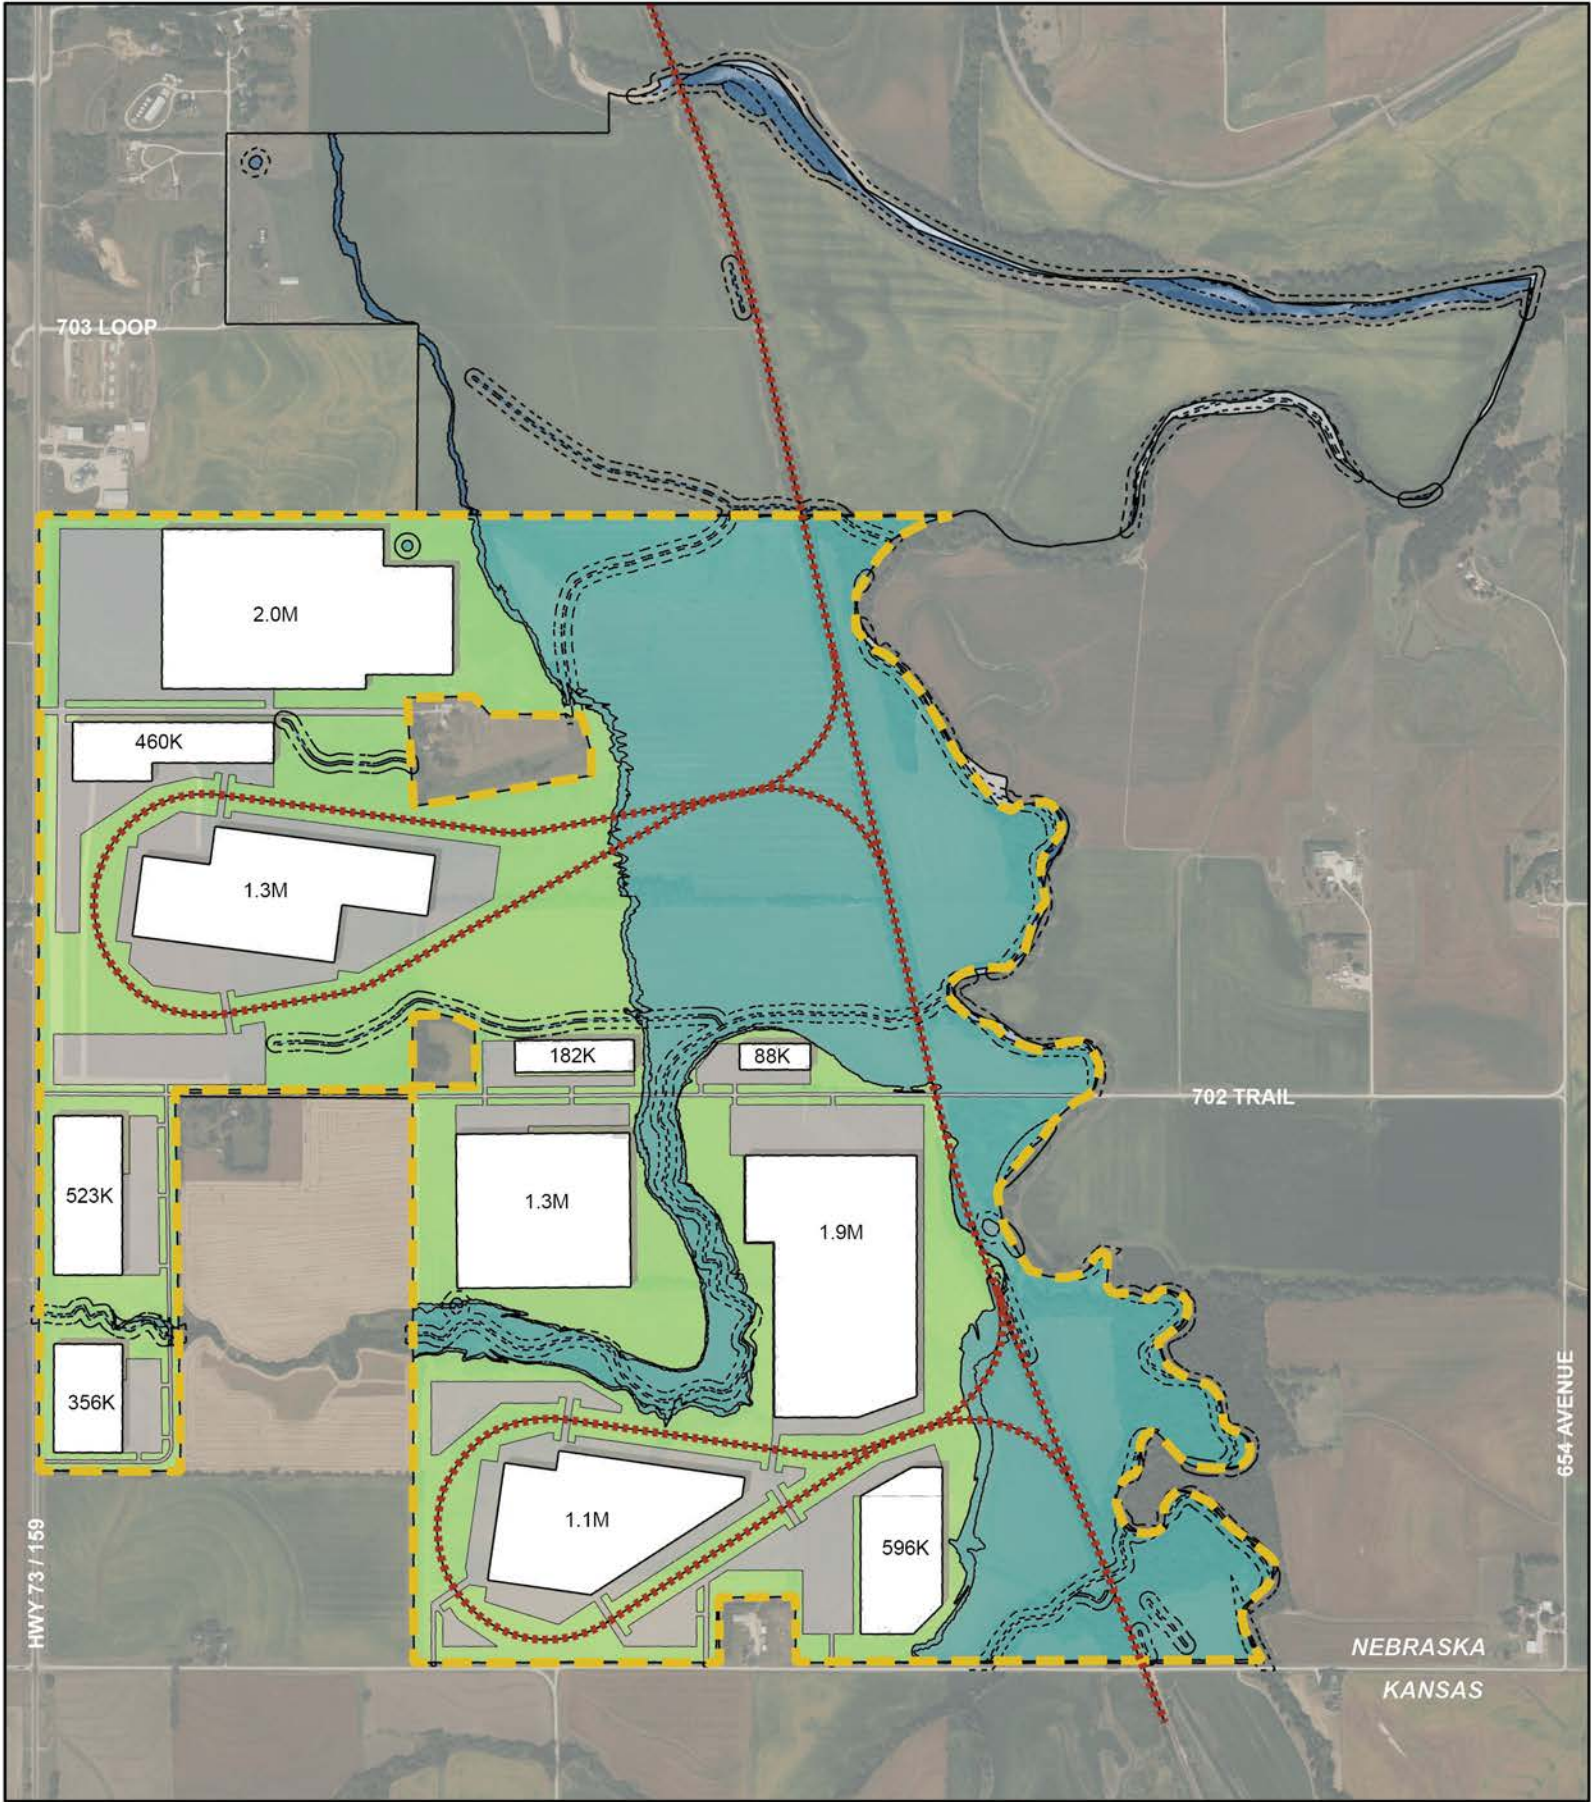 703 LOOP
2.0M
460K
1.3M
182K
88K
702 TRAIL
523K
1.3M
1.9M
356K
654 AVENUE
1.1M
596K
HWY 73 / 159
NEBRASKA
KANSAS